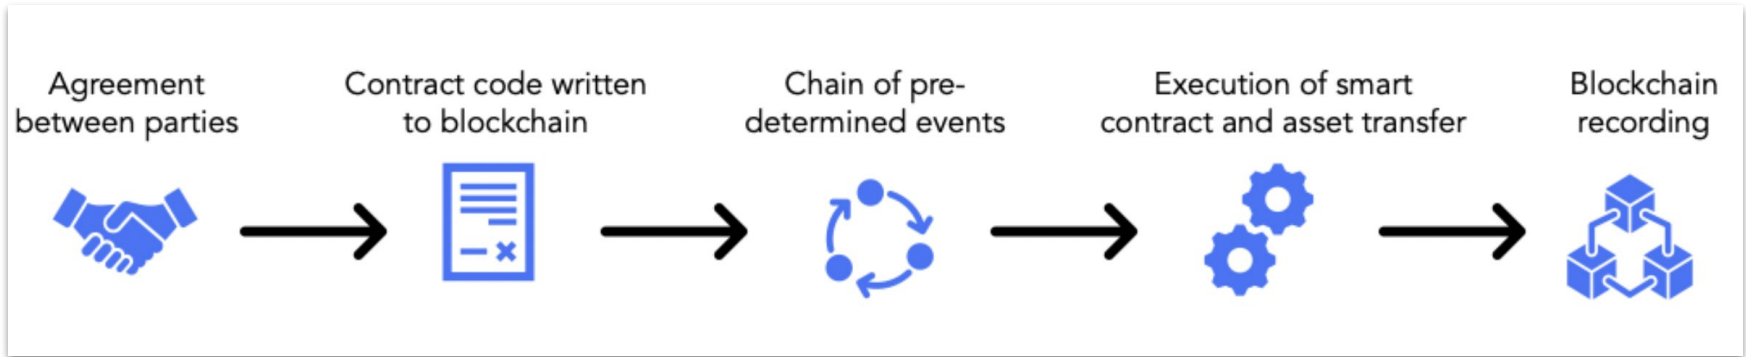 Agreement
between parties
Contract code written
to blockchain
Chain of pre-
determined events
Execution of smart
contract and asset transfer
Blockchain
recording